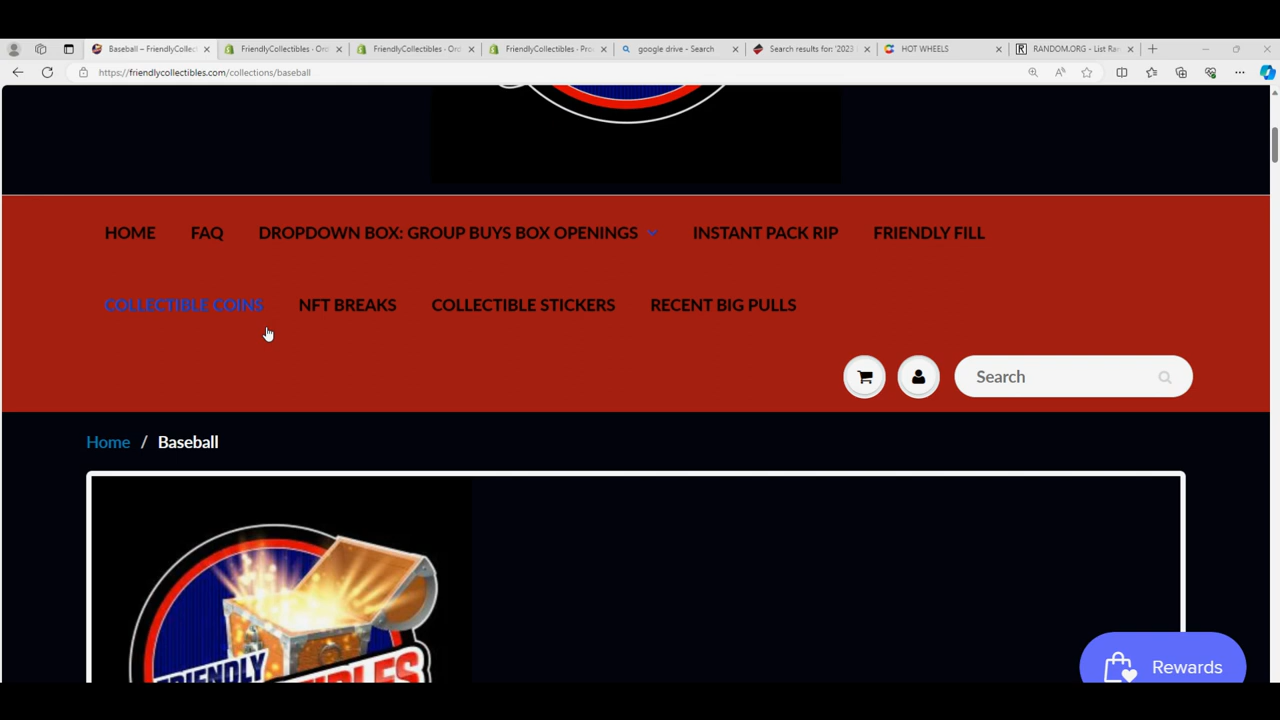 Baseball – FriendlyCollec
FriendlyCollectibles · Ord
FriendlyCollectibles · Ord
FriendlyCollectibles · Pro
google drive - Search
Search results for: '2023
HOT WHEELS
RANDOM.ORG - List Ran
https://friendlycollectibles.com/collections/baseball
HOME FAQ DROPDOWN BOX: GROUP BUYS BOX OPENINGS INSTANT PACK RIP FRIENDLY FILL
COLLECTIBLE COINS NFT BREAKS COLLECTIBLE STICKERS RECENT BIG PULLS
Search
Home / Baseball
FRIENDLY
Rewards